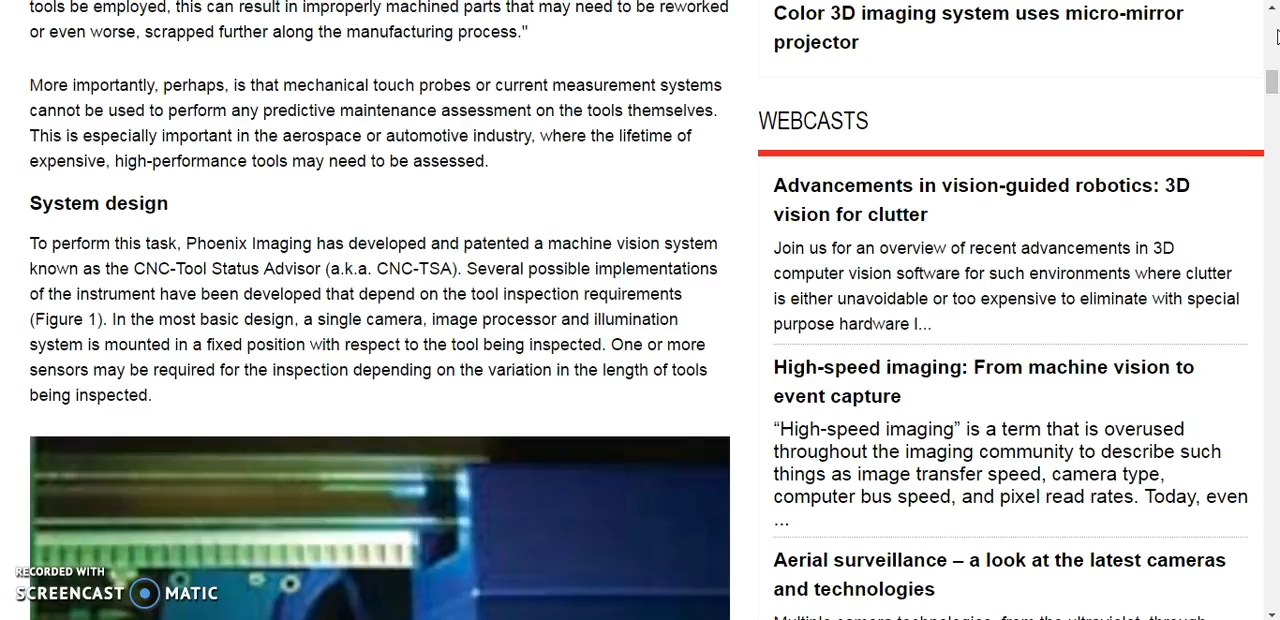 tools be employed, this can result in improperly machined parts that may need to be reworked
or even worse, scrapped further along the manufacturing process."
More importantly, perhaps, is that mechanical touch probes or current measurement systems
cannot be used to perform any predictive maintenance assessment on the tools themselves.
This is especially important in the aerospace or automotive industry, where the lifetime of
expensive, high-performance tools may need to be assessed.
System design
To perform this task, Phoenix Imaging has developed and patented a machine vision system
known as the CNC-Tool Status Advisor (a.k.a. CNC-TSA). Several possible implementations
of the instrument have been developed that depend on the tool inspection requirements
(Figure 1). In the most basic design, a single camera, image processor and illumination
system is mounted in a fixed position with respect to the tool being inspected. One or more
sensors may be required for the inspection depending on the variation in the length of tools
being inspected.
RECORDED WITH
SCREENCAST MATIC
Color 3D imaging system uses micro-mirror
projector
WEBCASTS
Advancements in vision-guided robotics: 3D
vision for clutter
Join us for an overview of recent advancements in 3D
computer vision software for such environments where clutter
is either unavoidable or too expensive to eliminate with special
purpose hardware I...
High-speed imaging: From machine vision to
event capture
“High-speed imaging” is a term that is overused
throughout the imaging community to describe such
things as image transfer speed, camera type,
computer bus speed, and pixel read rates. Today, even
...
Aerial surveillance – a look at the latest cameras
and technologies
Multiple camera technologies, from the ultraviolet, through